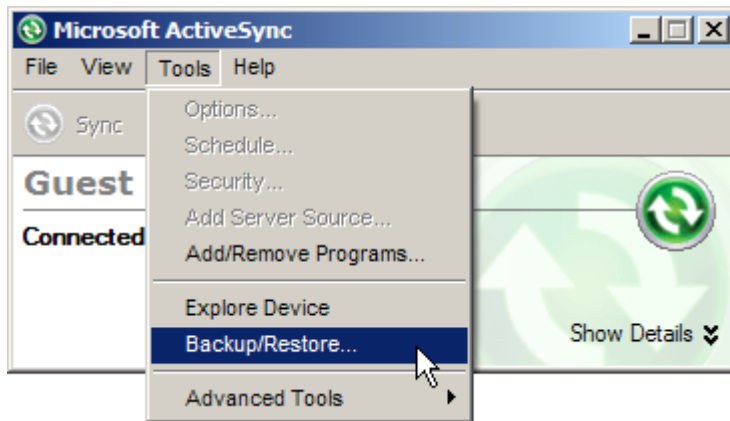 Microsoft ActiveSync
File View Tools Help
Sync
Options...
Schedule...
Security...
Add Server Source...
Add/Remove Programs...
Explore Device
Backup/Restore...
Advanced Tools
Guest
Connected
Show Details